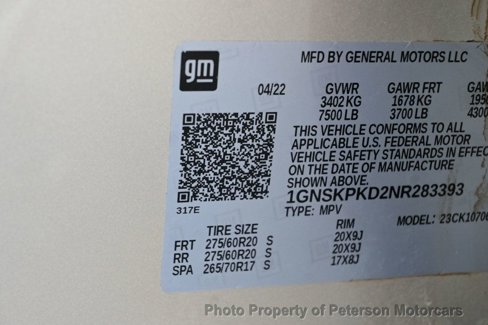 gm
MFD BY GENERAL MOTORS LLC
04/22 GVWR GAWR FRT
3402 KG 1678 KG
7500 LB 3700 LB 4300
THIS VEHICLE CONFORMS TO ALL
APPLICABLE U.S. FEDERAL MOTOR
VEHICLE SAFETY STANDARDS IN EFFEC
ON THE DATE OF MANUFACTURE
SHOWN ABOVE.
1GNSKPKD2NR283393
317E
TYPE: MPV
MODEL: 23CK10706
TIRE SIZE RIM
FRT 275/60R20 S 20X9J
RR 275/60R20 S 20X9J
SPA 265/70R17 S 17X8J
Photo Property of Peterson Motorcars